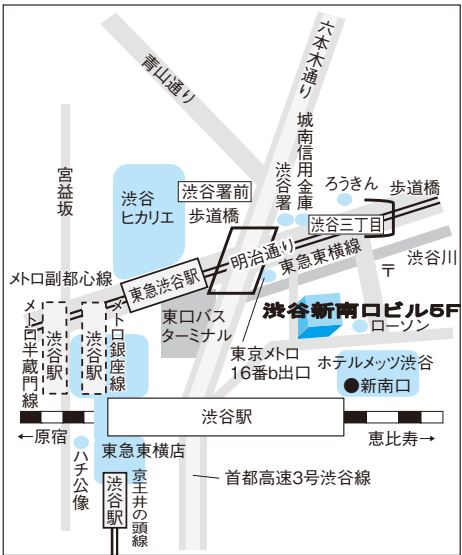 六本木通り
青山通り
城南信用金庫
渋谷署
宮益坂
渋谷
ヒカリエ
渋谷署前
歩道橋
ろうきん
歩道橋
渋谷三丁目
明治通り
東急東横線
渋谷川
〒
メトロ副都心線
東急渋谷駅
メトロ半蔵門線
渋谷駅
渋谷駅
メトロ銀座線
東口バス
ターミナル
渋谷新南口ビル5F
ローソン
東京メトロ
16番b出口
ホテルメッツ渋谷
●新南口
渋谷駅
←原宿
恵比寿→
ハチ公像
東急東横店
渋谷駅
京王井の頭線
首都高速3号渋谷線